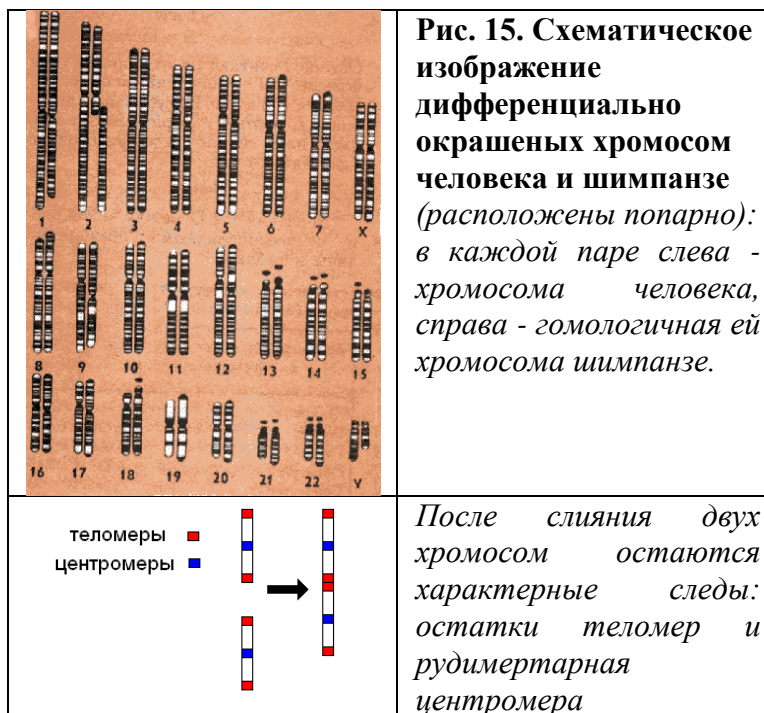 Рис. 15. Схематическое
изображение
дифференциально
окрашеных хромосом
человека и шимпанзе
(расположены попарно):
в каждой паре слева -
хромосома человека,
справа - гомологичная ей
хромосома шимпанзе.
1 2 3 4 5 6 7 X
8 9 10 11 12 13 14 15
16 17 18 19 20 21 22 Y
теломеры
центромеры
После слияния двух
хромосом остаются
характерные следы:
остатки теломер и
рудимертарная
центромера